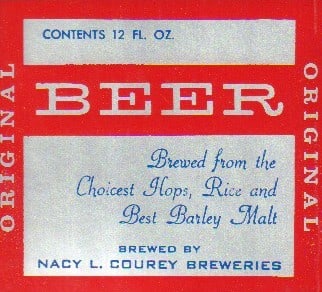 CONTENTS 12 FL. OZ.
ORIGINAL
BEER
ORIGINAL
Brewed from the
Choicest Hops, Rice and
Best Barley Malt
BREWED BY
NACY L. COUREY BREWERIES